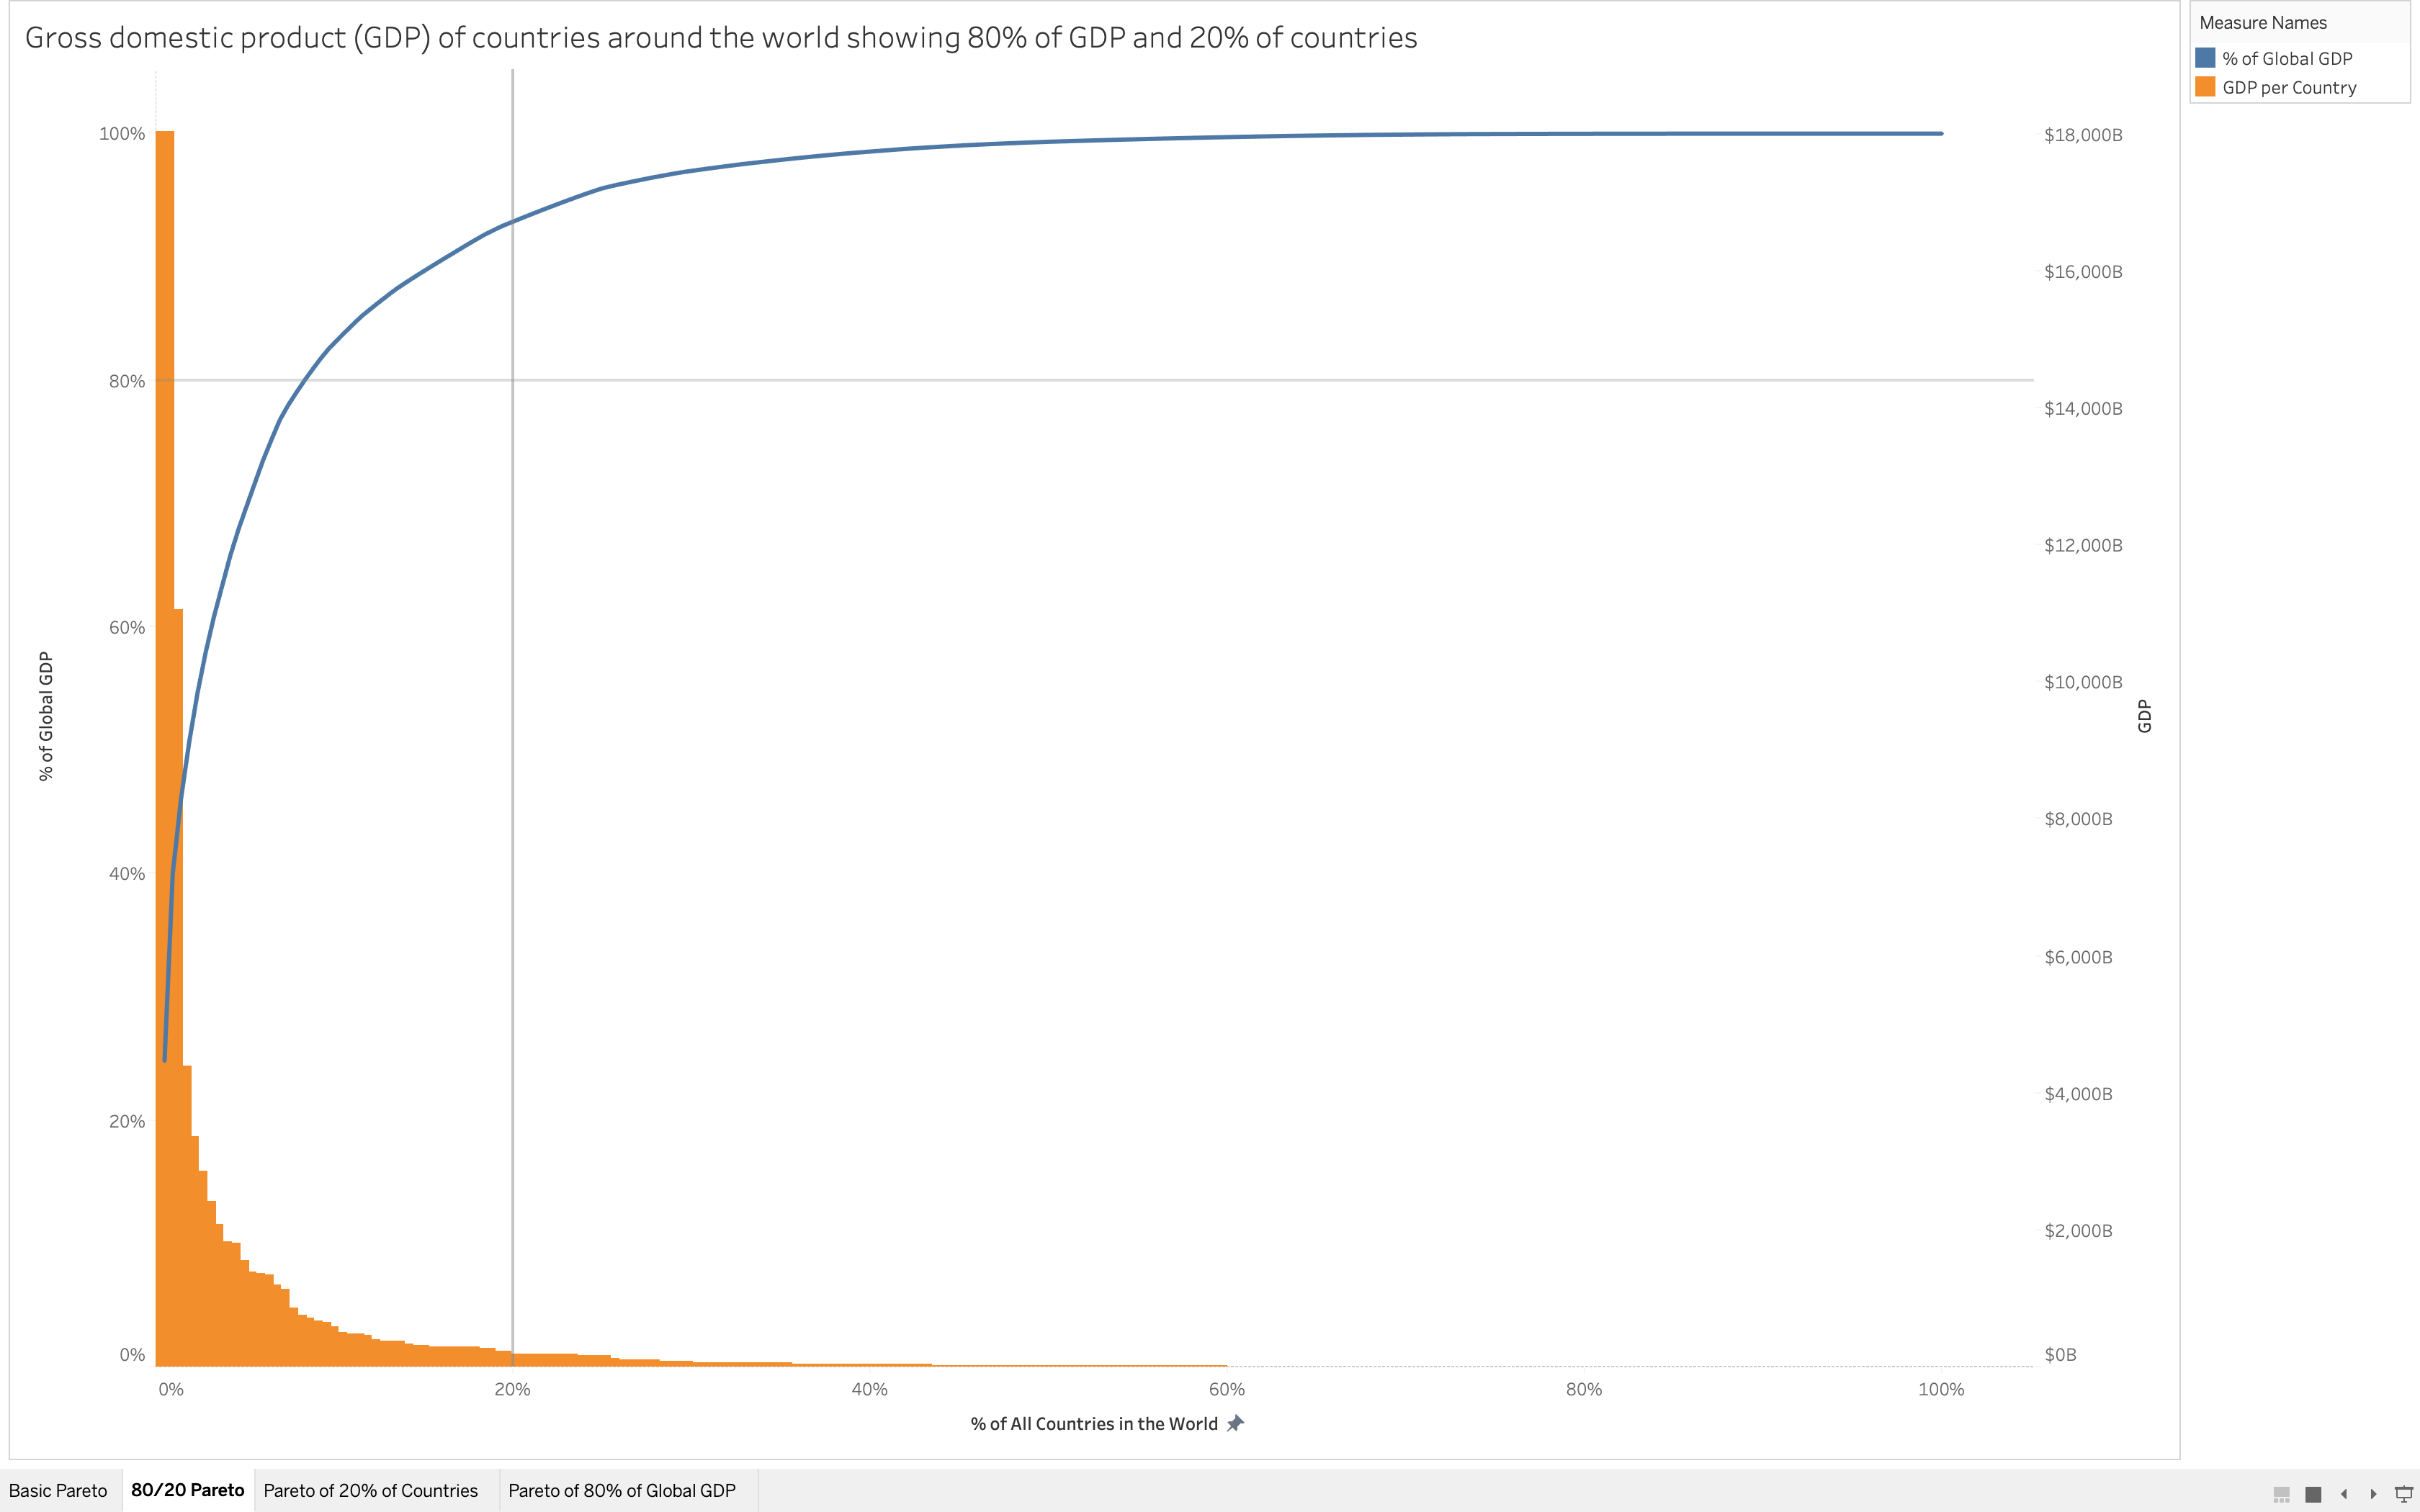 Gross domestic product (GDP) of countries around the world showing 80% of GDP and 20% of countries
Measure Names
% of Global GDP
GDP per Country
100%
80%
60%
40%
20%
0%
% of Global GDP
$18,000B
$16,000B
$14,000B
$12,000B
$10,000B
$8,000B
$6,000B
$4,000B
$2,000B
$0B
GDP
0%
20%
40%
60%
80%
100%
% of All Countries in the World
Basic Pareto
80/20 Pareto
Pareto of 20% of Countries
Pareto of 80% of Global GDP